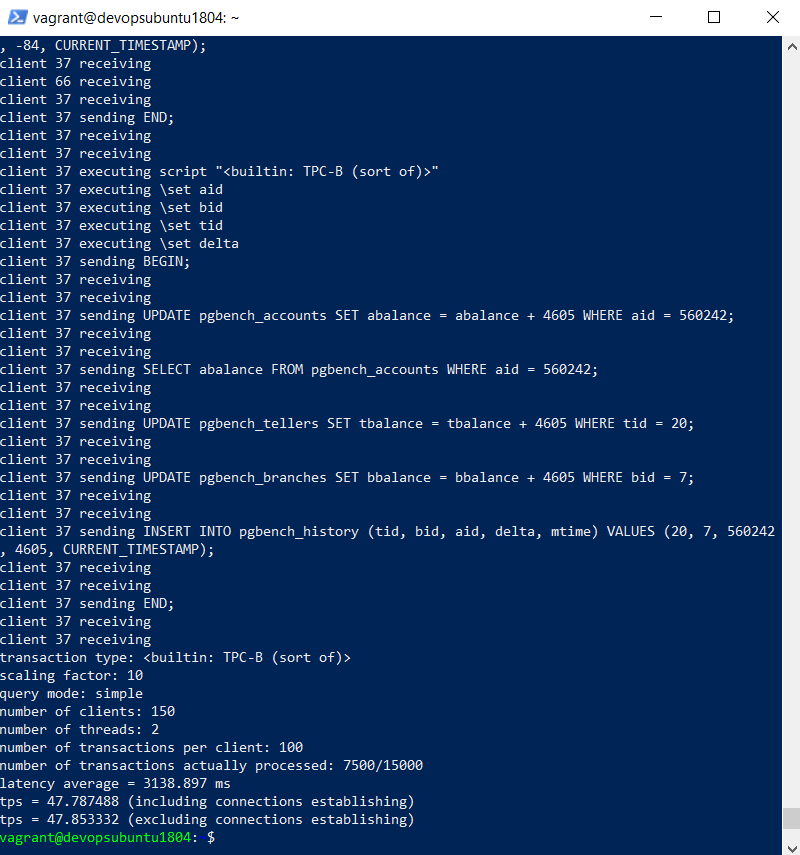 vagrant@devopsubuntu1804: ~
, -84, CURRENT_TIMESTAMP);
client 37 receiving
client 66 receiving
client 37 receiving
client 37 sending END;
client 37 receiving
client 37 receiving
client 37 executing script "<builtin: TPC-B (sort of)>"
client 37 executing \set aid
client 37 executing \set bid
client 37 executing \set tid
client 37 executing \set delta
client 37 sending BEGIN;
client 37 receiving
client 37 receiving
client 37 sending UPDATE pgbench_accounts SET abalance = abalance + 4605 WHERE aid = 560242;
client 37 receiving
client 37 receiving
client 37 sending SELECT abalance FROM pgbench_accounts WHERE aid = 560242;
client 37 receiving
client 37 receiving
client 37 sending UPDATE pgbench_tellers SET tbalance = tbalance + 4605 WHERE tid = 20;
client 37 receiving
client 37 receiving
client 37 sending UPDATE pgbench_branches SET bbalance = bbalance + 4605 WHERE bid = 7;
client 37 receiving
client 37 receiving
client 37 sending INSERT INTO pgbench_history (tid, bid, aid, delta, mtime) VALUES (20, 7, 560242
, 4605, CURRENT_TIMESTAMP);
client 37 receiving
client 37 receiving
client 37 sending END;
client 37 receiving
client 37 receiving
transaction type: <builtin: TPC-B (sort of)>
scaling factor: 10
query mode: simple
number of clients: 150
number of threads: 2
number of transactions per client: 100
number of transactions actually processed: 7500/15000
latency average = 3138.897 ms
tps = 47.787488 (including connections establishing)
tps = 47.853332 (excluding connections establishing)
vagrant@devopsubuntu1804: $